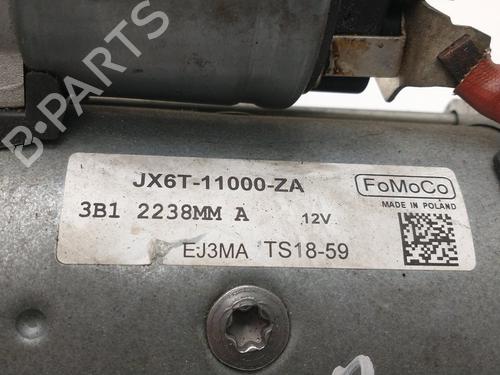 B-PARTS
JX6T-11000-ZA
FoMoCo
MADE IN POLAND
3B1 2238MM A
12V
EJ3MA TS18-59